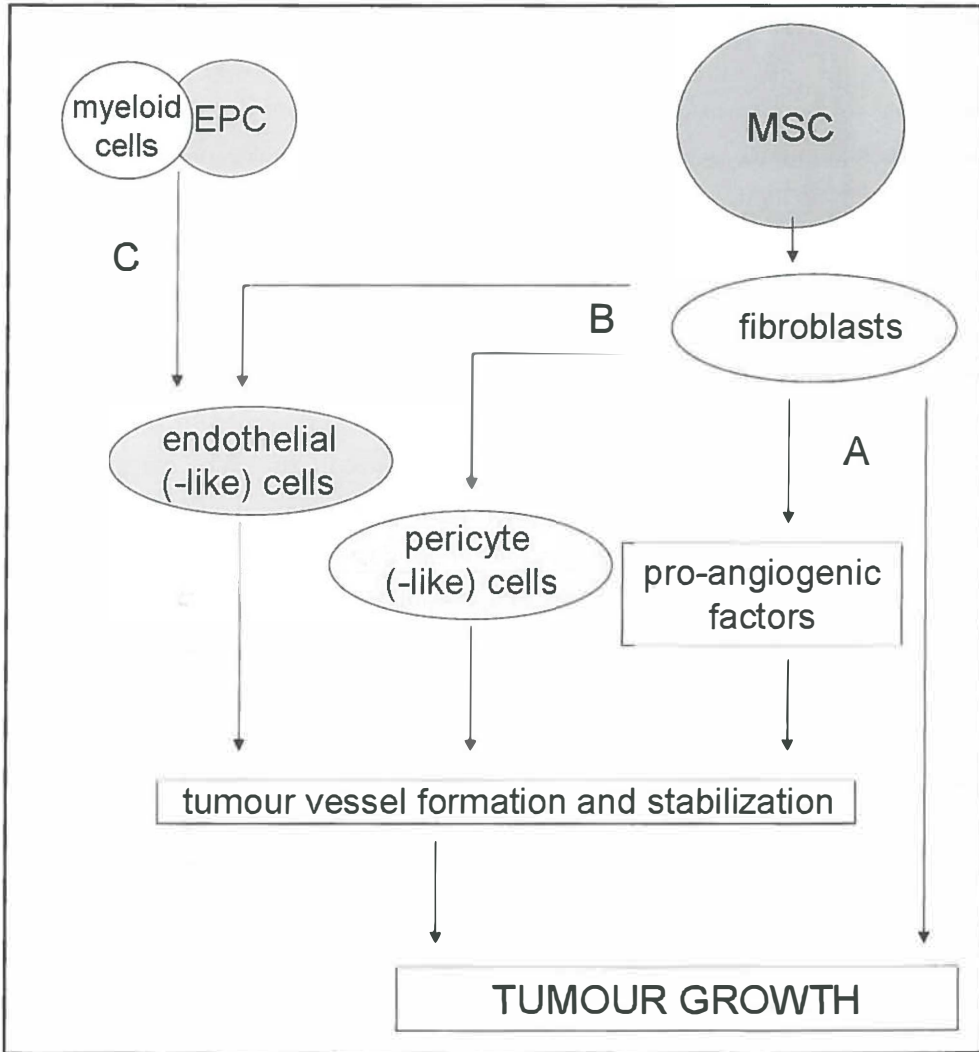 myeloid
cells
EPC
MSC
C
B
fibroblasts
endothelial
(-like) cells
A
pericyte
(-like) cells
pro-angiogenic
factors
tumour vessel formation and stabilization
TUMOUR GROWTH